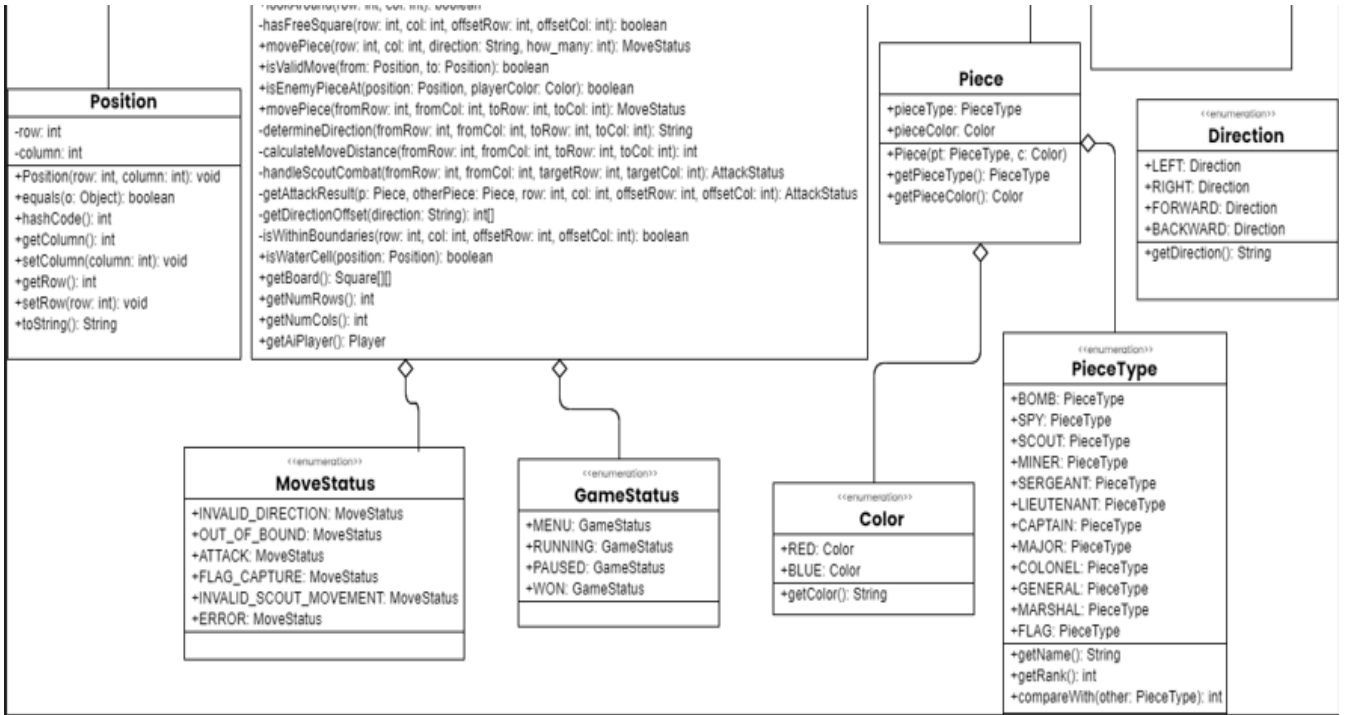 -lookAround(row: int, col: int): boolean
-hasFreeSquare(row: int, col: int, offsetRow: int, offsetCol: int): boolean
+movePiece(row: int, col: int, direction: String, how_many: int): MoveStatus
+isValidMove(from: Position, to: Position): boolean
+isEnemyPieceAt(position: Position, playerColor: Color): boolean
+movePiece(fromRow: int, fromCol: int, toRow: int, toCol: int): MoveStatus
-determineDirection(fromRow: int, fromCol: int, toRow: int, toCol: int): String
-calculateMoveDistance(fromRow: int, fromCol: int, toRow: int, toCol: int): int
-handleScoutCombat(fromRow: int, fromCol: int, targetRow: int, targetCol: int): AttackStatus
-getAttackResult(p: Piece, otherPiece: Piece, row: int, col: int, offsetRow: int, offsetCol: int): AttackStatus
-getDirectionOffset(direction: String): int[]
-isWithinBoundaries(row: int, col: int, offsetRow: int, offsetCol: int): boolean
+isWaterCell(position: Position): boolean
+getBoard(): Square[][]
+getNumRows(): int
+getNumCols(): int
+getAiPlayer(): Player
Position
-row: int
-column: int
+Position(row: int, column: int): void
+equals(o: Object): boolean
+hashCode(): int
+getColumn(): int
+setColumn(column: int): void
+getRow(): int
+setRow(row: int): void
+toString(): String
Piece
+pieceType: PieceType
+pieceColor: Color
+Piece(pt: PieceType, c: Color)
+getPieceType(): PieceType
+getPieceColor(): Color
<<enumeration>>
Direction
+LEFT: Direction
+RIGHT: Direction
+FORWARD: Direction
+BACKWARD: Direction
+getDirection(): String
<<enumeration>>
MoveStatus
+INVALID_DIRECTION: MoveStatus
+OUT_OF_BOUND: MoveStatus
+ATTACK: MoveStatus
+FLAG_CAPTURE: MoveStatus
+INVALID_SCOUT_MOVEMENT: MoveStatus
+ERROR: MoveStatus
<<enumeration>>
GameStatus
+MENU: GameStatus
+RUNNING: GameStatus
+PAUSED: GameStatus
+WON: GameStatus
<<enumeration>>
Color
+RED: Color
+BLUE: Color
+getColor(): String
<<enumeration>>
PieceType
+BOMB: PieceType
+SPY: PieceType
+SCOUT: PieceType
+MINER: PieceType
+SERGEANT: PieceType
+LIEUTENANT: PieceType
+CAPTAIN: PieceType
+MAJOR: PieceType
+COLONEL: PieceType
+GENERAL: PieceType
+MARSHAL: PieceType
+FLAG: PieceType
+getName(): String
+getRank(): int
+compareWith(other: PieceType): int